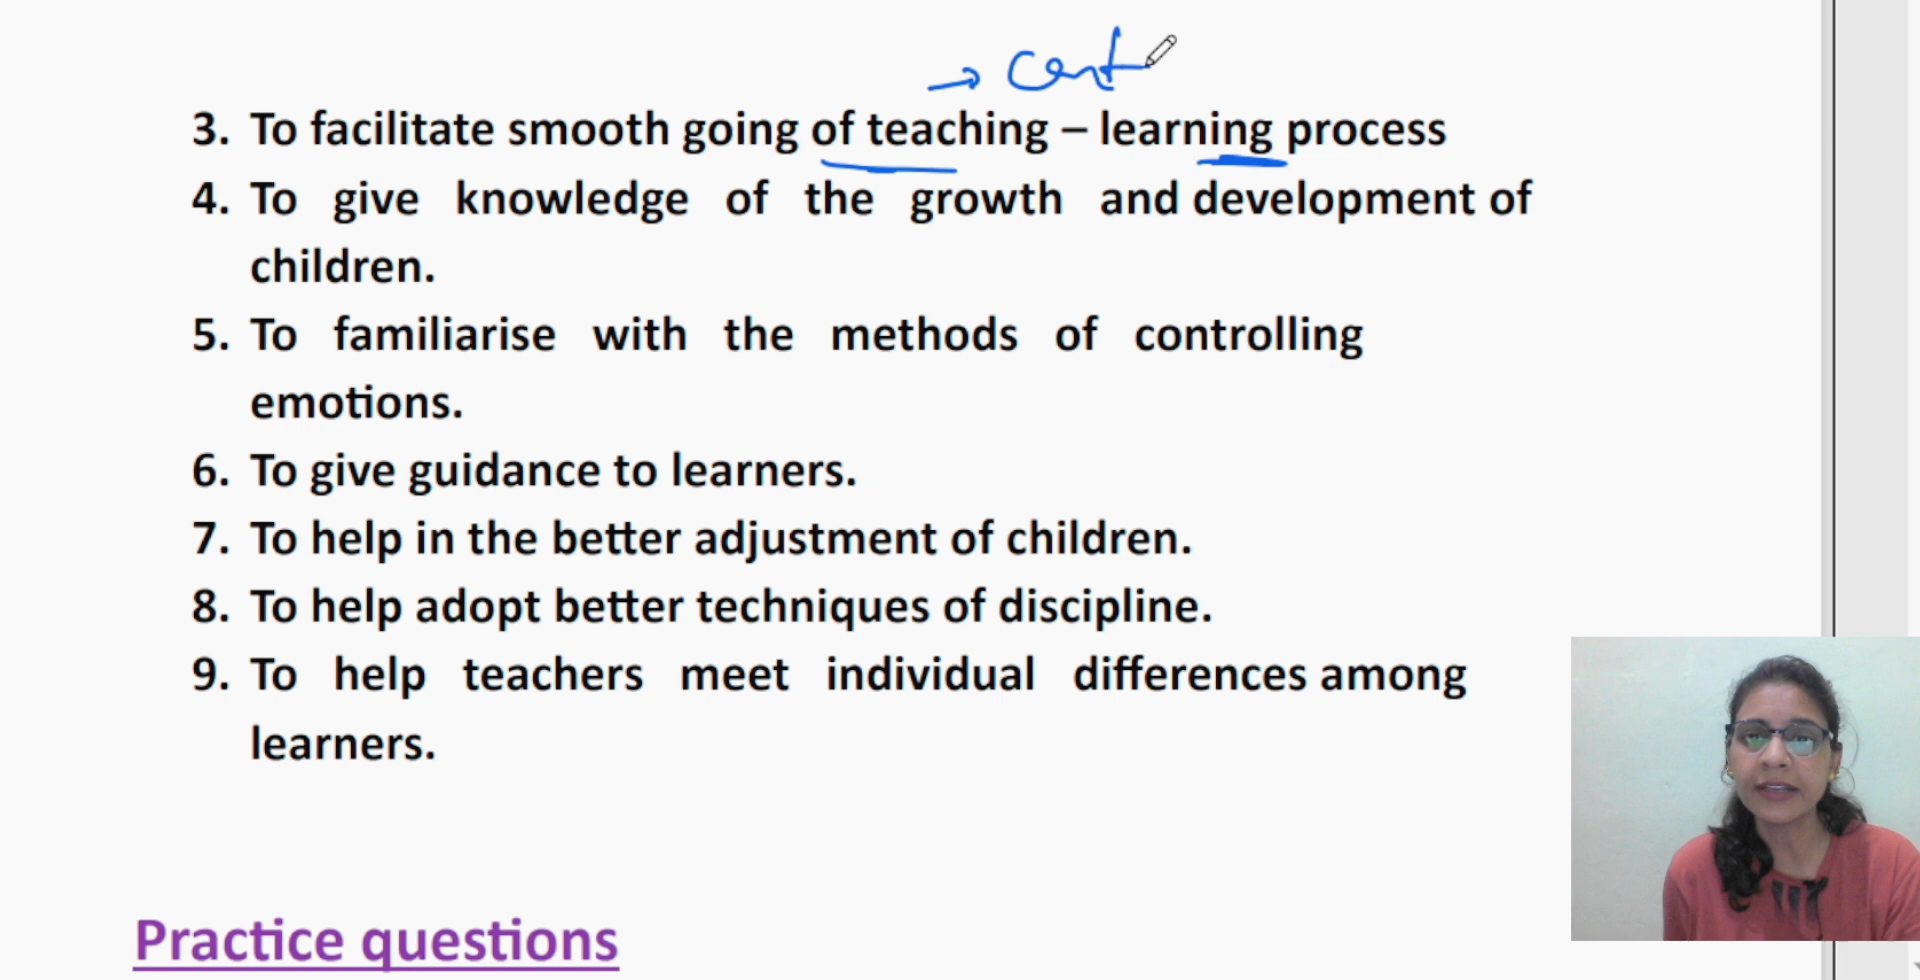 → cent
3. To facilitate smooth going of teaching – learning process
4. To give knowledge of the growth and development of
children.
5. To familiarise with the methods of controlling
emotions.
6. To give guidance to learners.
7. To help in the better adjustment of children.
8. To help adopt better techniques of discipline.
9. To help teachers meet individual differences among
learners.
Practice questions